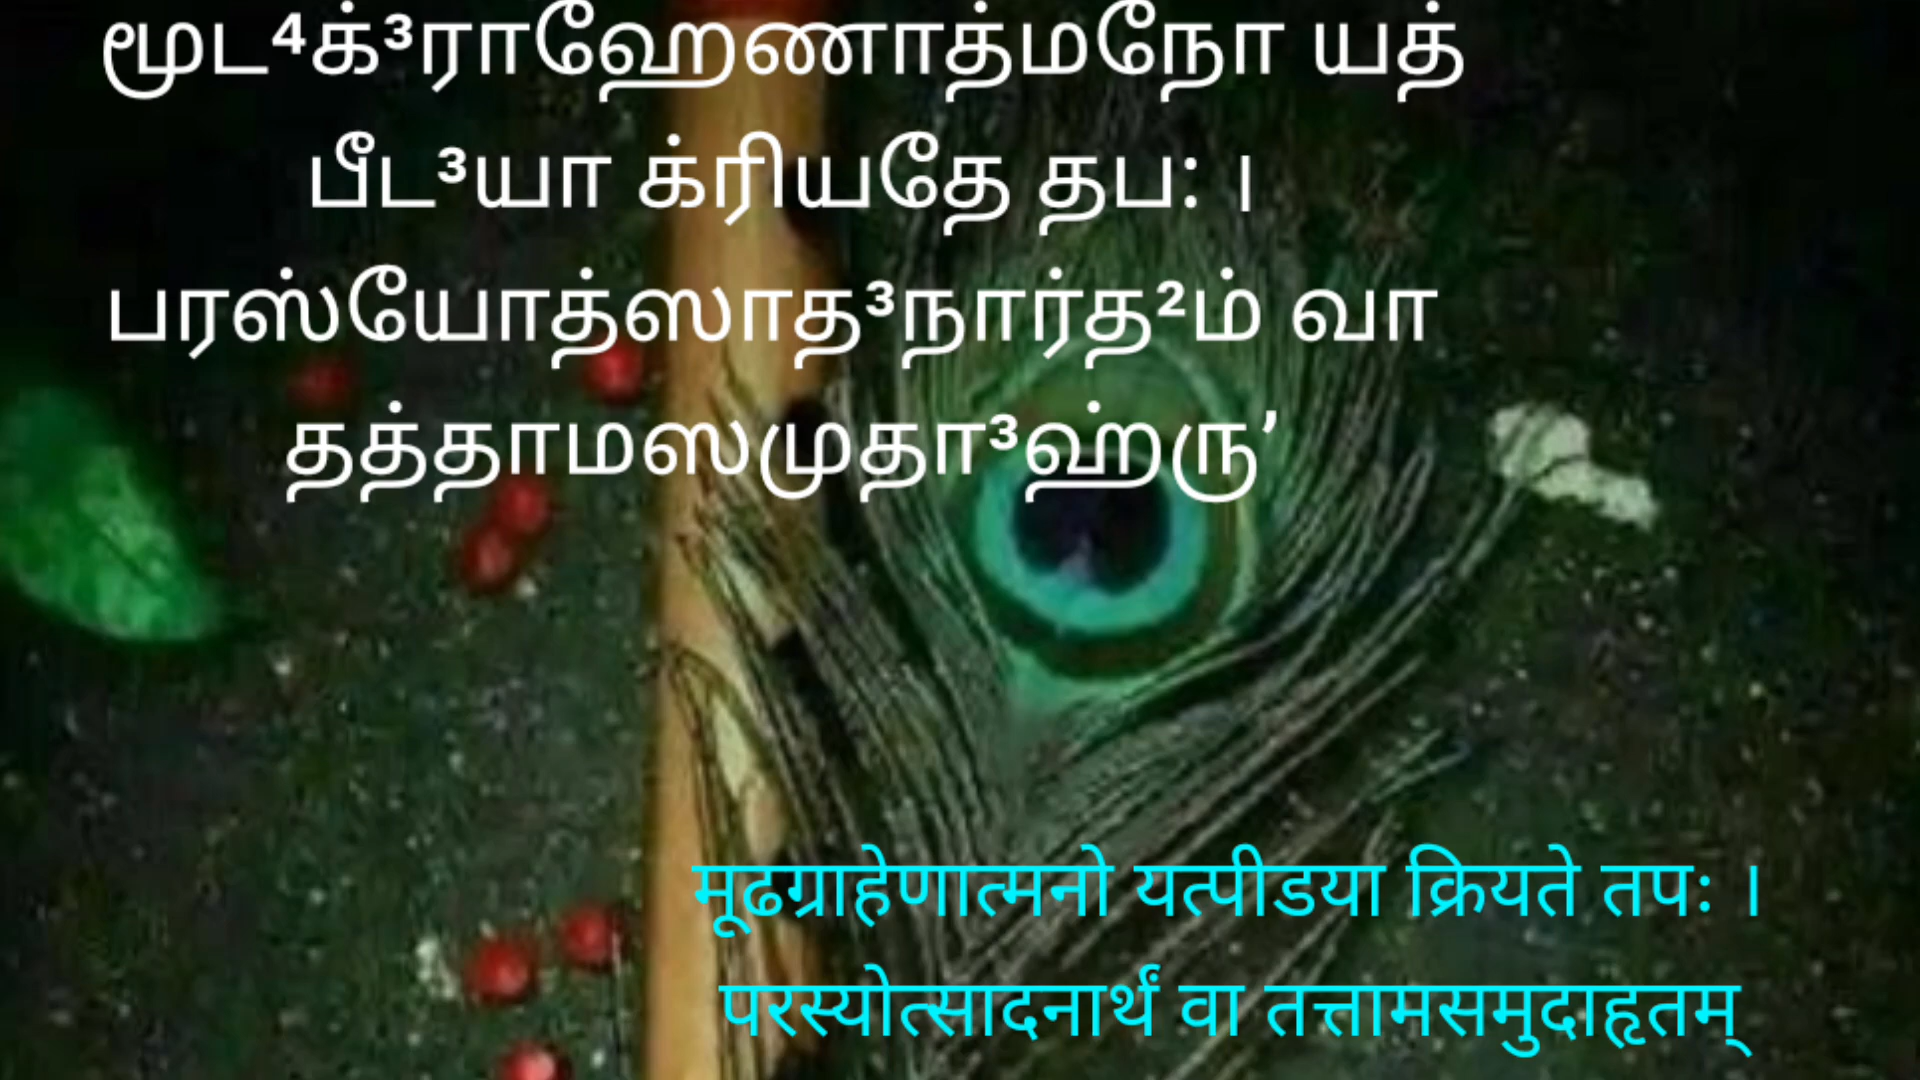 மூட⁴க்³ராஹேணாத்மநோ யத்
பீட³யா க்ரியதே தப: ।
பரஸ்யோத்ஸாத³நார்த²ம் வா
தத்தாமஸமுதா³ஹ்ரு’
मूढग्राहेणात्मनो यत्पीडया क्रियते तपः ।
परस्योत्सादनार्थं वा तत्तामसमुदाहृतम्